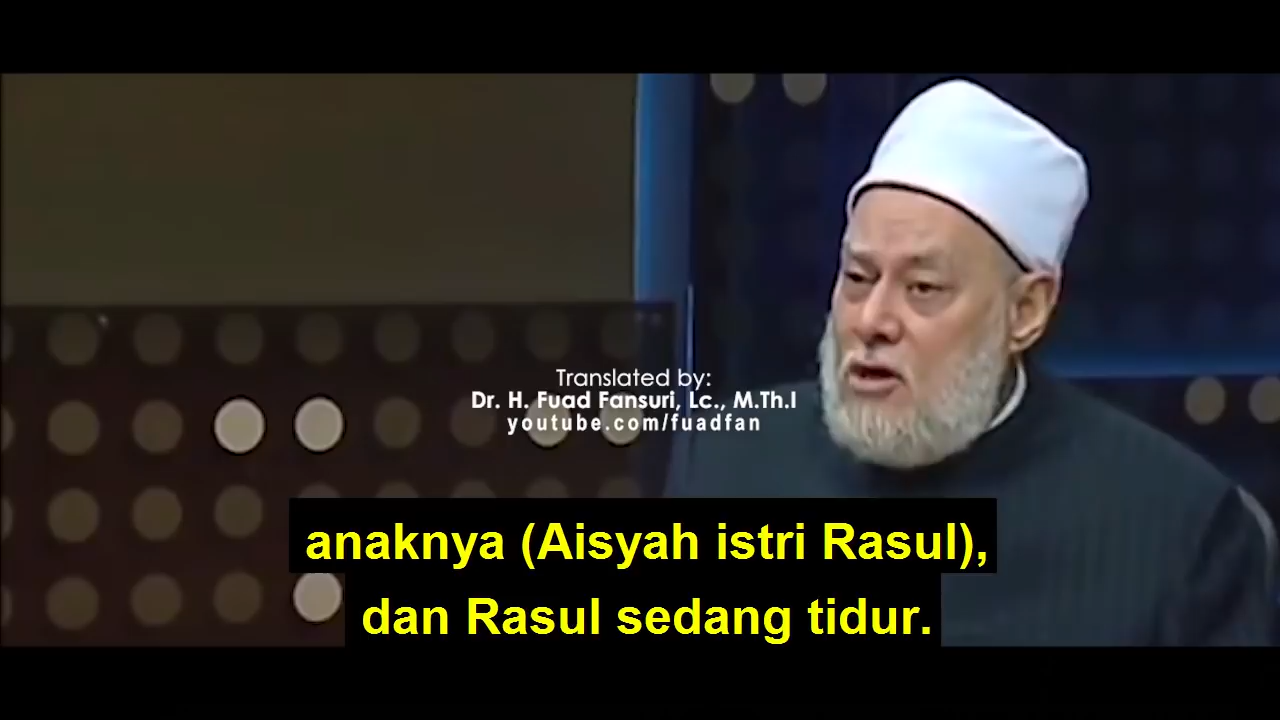 Translated by:
Dr. H. Fuad Fansuri, Lc., M.Th.I
youtube.com/fuadfan
anaknya (Aisyah istri Rasul),
dan Rasul sedang tidur.